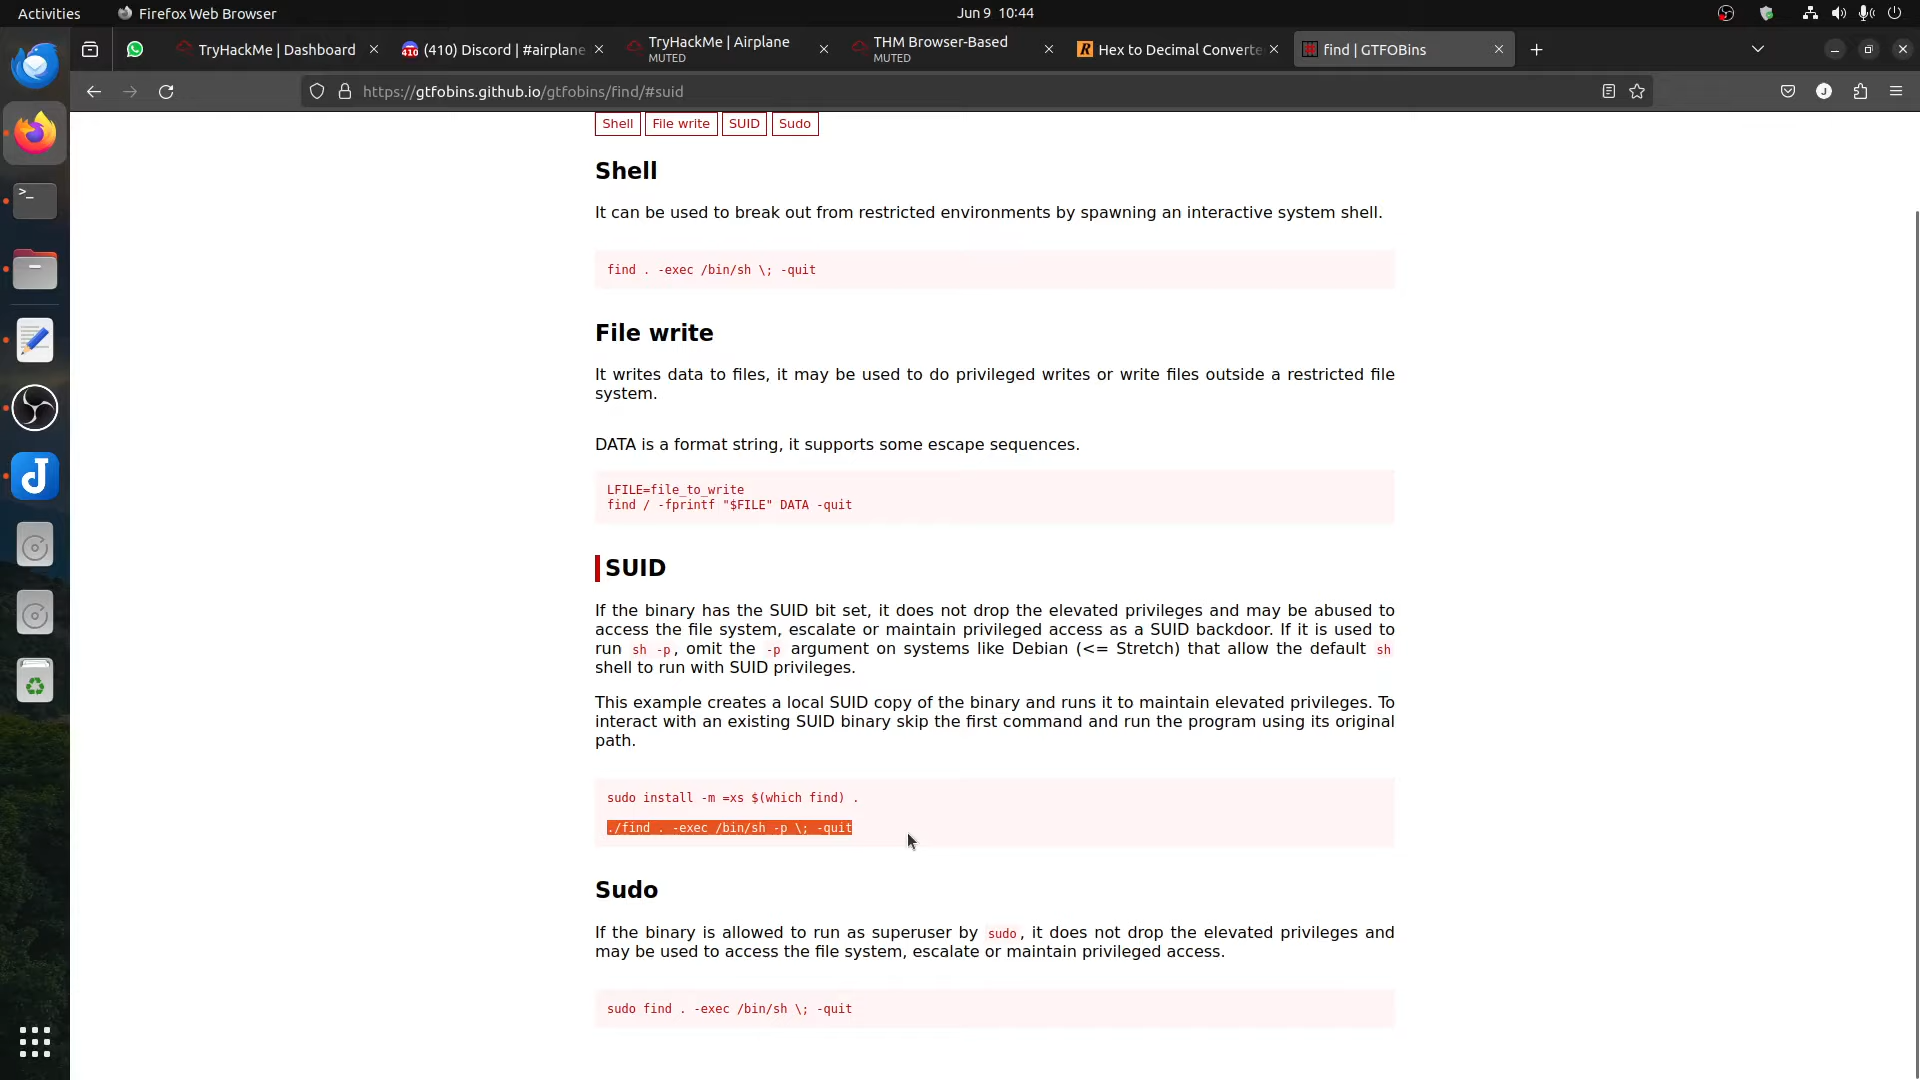 Activities
Firefox Web Browser
Jun 9 10:44
TryHackMe | Dashboard
(410) Discord | #airplane
TryHackMe | Airplane
MUTED
THM Browser-Based
MUTED
Hex to Decimal Converte
find | GTFOBins
https://gtfobins.github.io/gtfobins/find/#suid
Shell
File write
SUID
Sudo
Shell
It can be used to break out from restricted environments by spawning an interactive system shell.
find . -exec /bin/sh \; -quit
File write
It writes data to files, it may be used to do privileged writes or write files outside a restricted file
system.
DATA is a format string, it supports some escape sequences.
LFILE=file_to_write
find / -fprintf "$FILE" DATA -quit
SUID
If the binary has the SUID bit set, it does not drop the elevated privileges and may be abused to
access the file system, escalate or maintain privileged access as a SUID backdoor. If it is used to
run sh -p, omit the -p argument on systems like Debian (<= Stretch) that allow the default sh
shell to run with SUID privileges.
This example creates a local SUID copy of the binary and runs it to maintain elevated privileges. To
interact with an existing SUID binary skip the first command and run the program using its original
path.
sudo install -m =xs $(which find) .
./find . -exec /bin/sh -p \; -quit
Sudo
If the binary is allowed to run as superuser by sudo, it does not drop the elevated privileges and
may be used to access the file system, escalate or maintain privileged access.
sudo find . -exec /bin/sh \; -quit